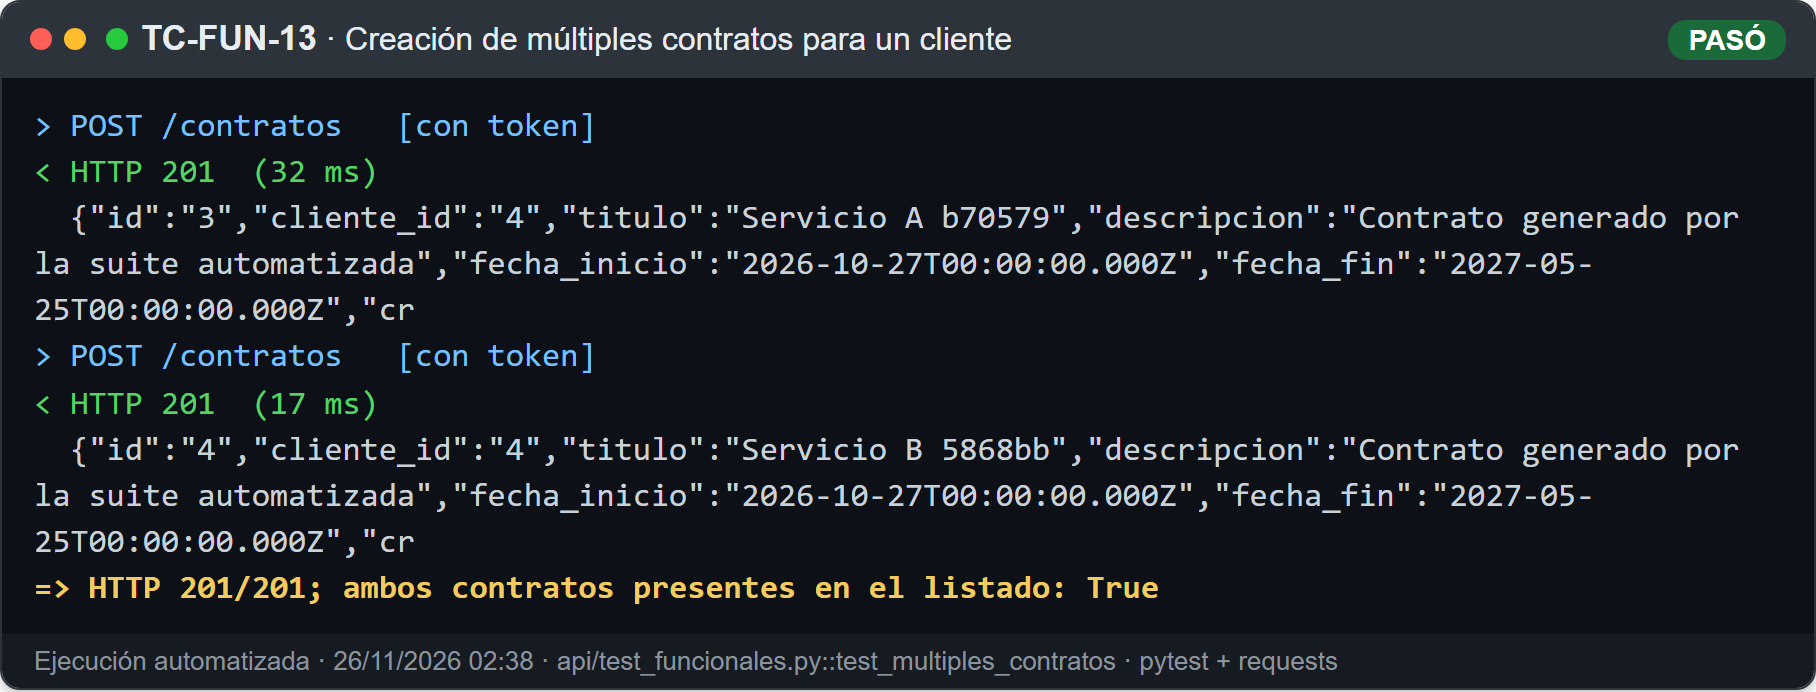 TC-FUN-13 · Creación de múltiples contratos para un cliente
PASÓ
> POST /contratos   [con token]
< HTTP 201  (32 ms)
{"id":"3","cliente_id":"4","titulo":"Servicio A b70579","descripcion":"Contrato generado por
la suite automatizada","fecha_inicio":"2026-10-27T00:00:00.000Z","fecha_fin":"2027-05-
25T00:00:00.000Z","cr
> POST /contratos   [con token]
< HTTP 201  (17 ms)
{"id":"4","cliente_id":"4","titulo":"Servicio B 5868bb","descripcion":"Contrato generado por
la suite automatizada","fecha_inicio":"2026-10-27T00:00:00.000Z","fecha_fin":"2027-05-
25T00:00:00.000Z","cr
=> HTTP 201/201; ambos contratos presentes en el listado: True
Ejecución automatizada · 26/11/2026 02:38 · api/test_funcionales.py::test_multiples_contratos · pytest + requests